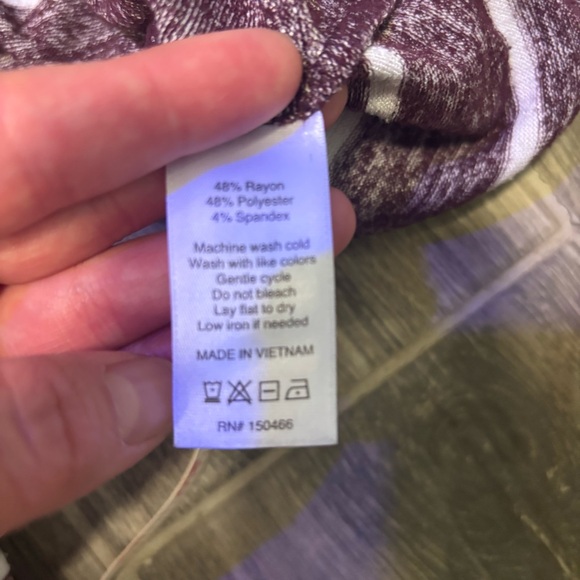 48% Rayon
48% Polyester
4% Spandex
Machine wash cold
Wash with like colors
Gentle cycle
Do not bleach
Lay flat to dry
Low iron if needed
MADE IN VIETNAM
RN# 150466